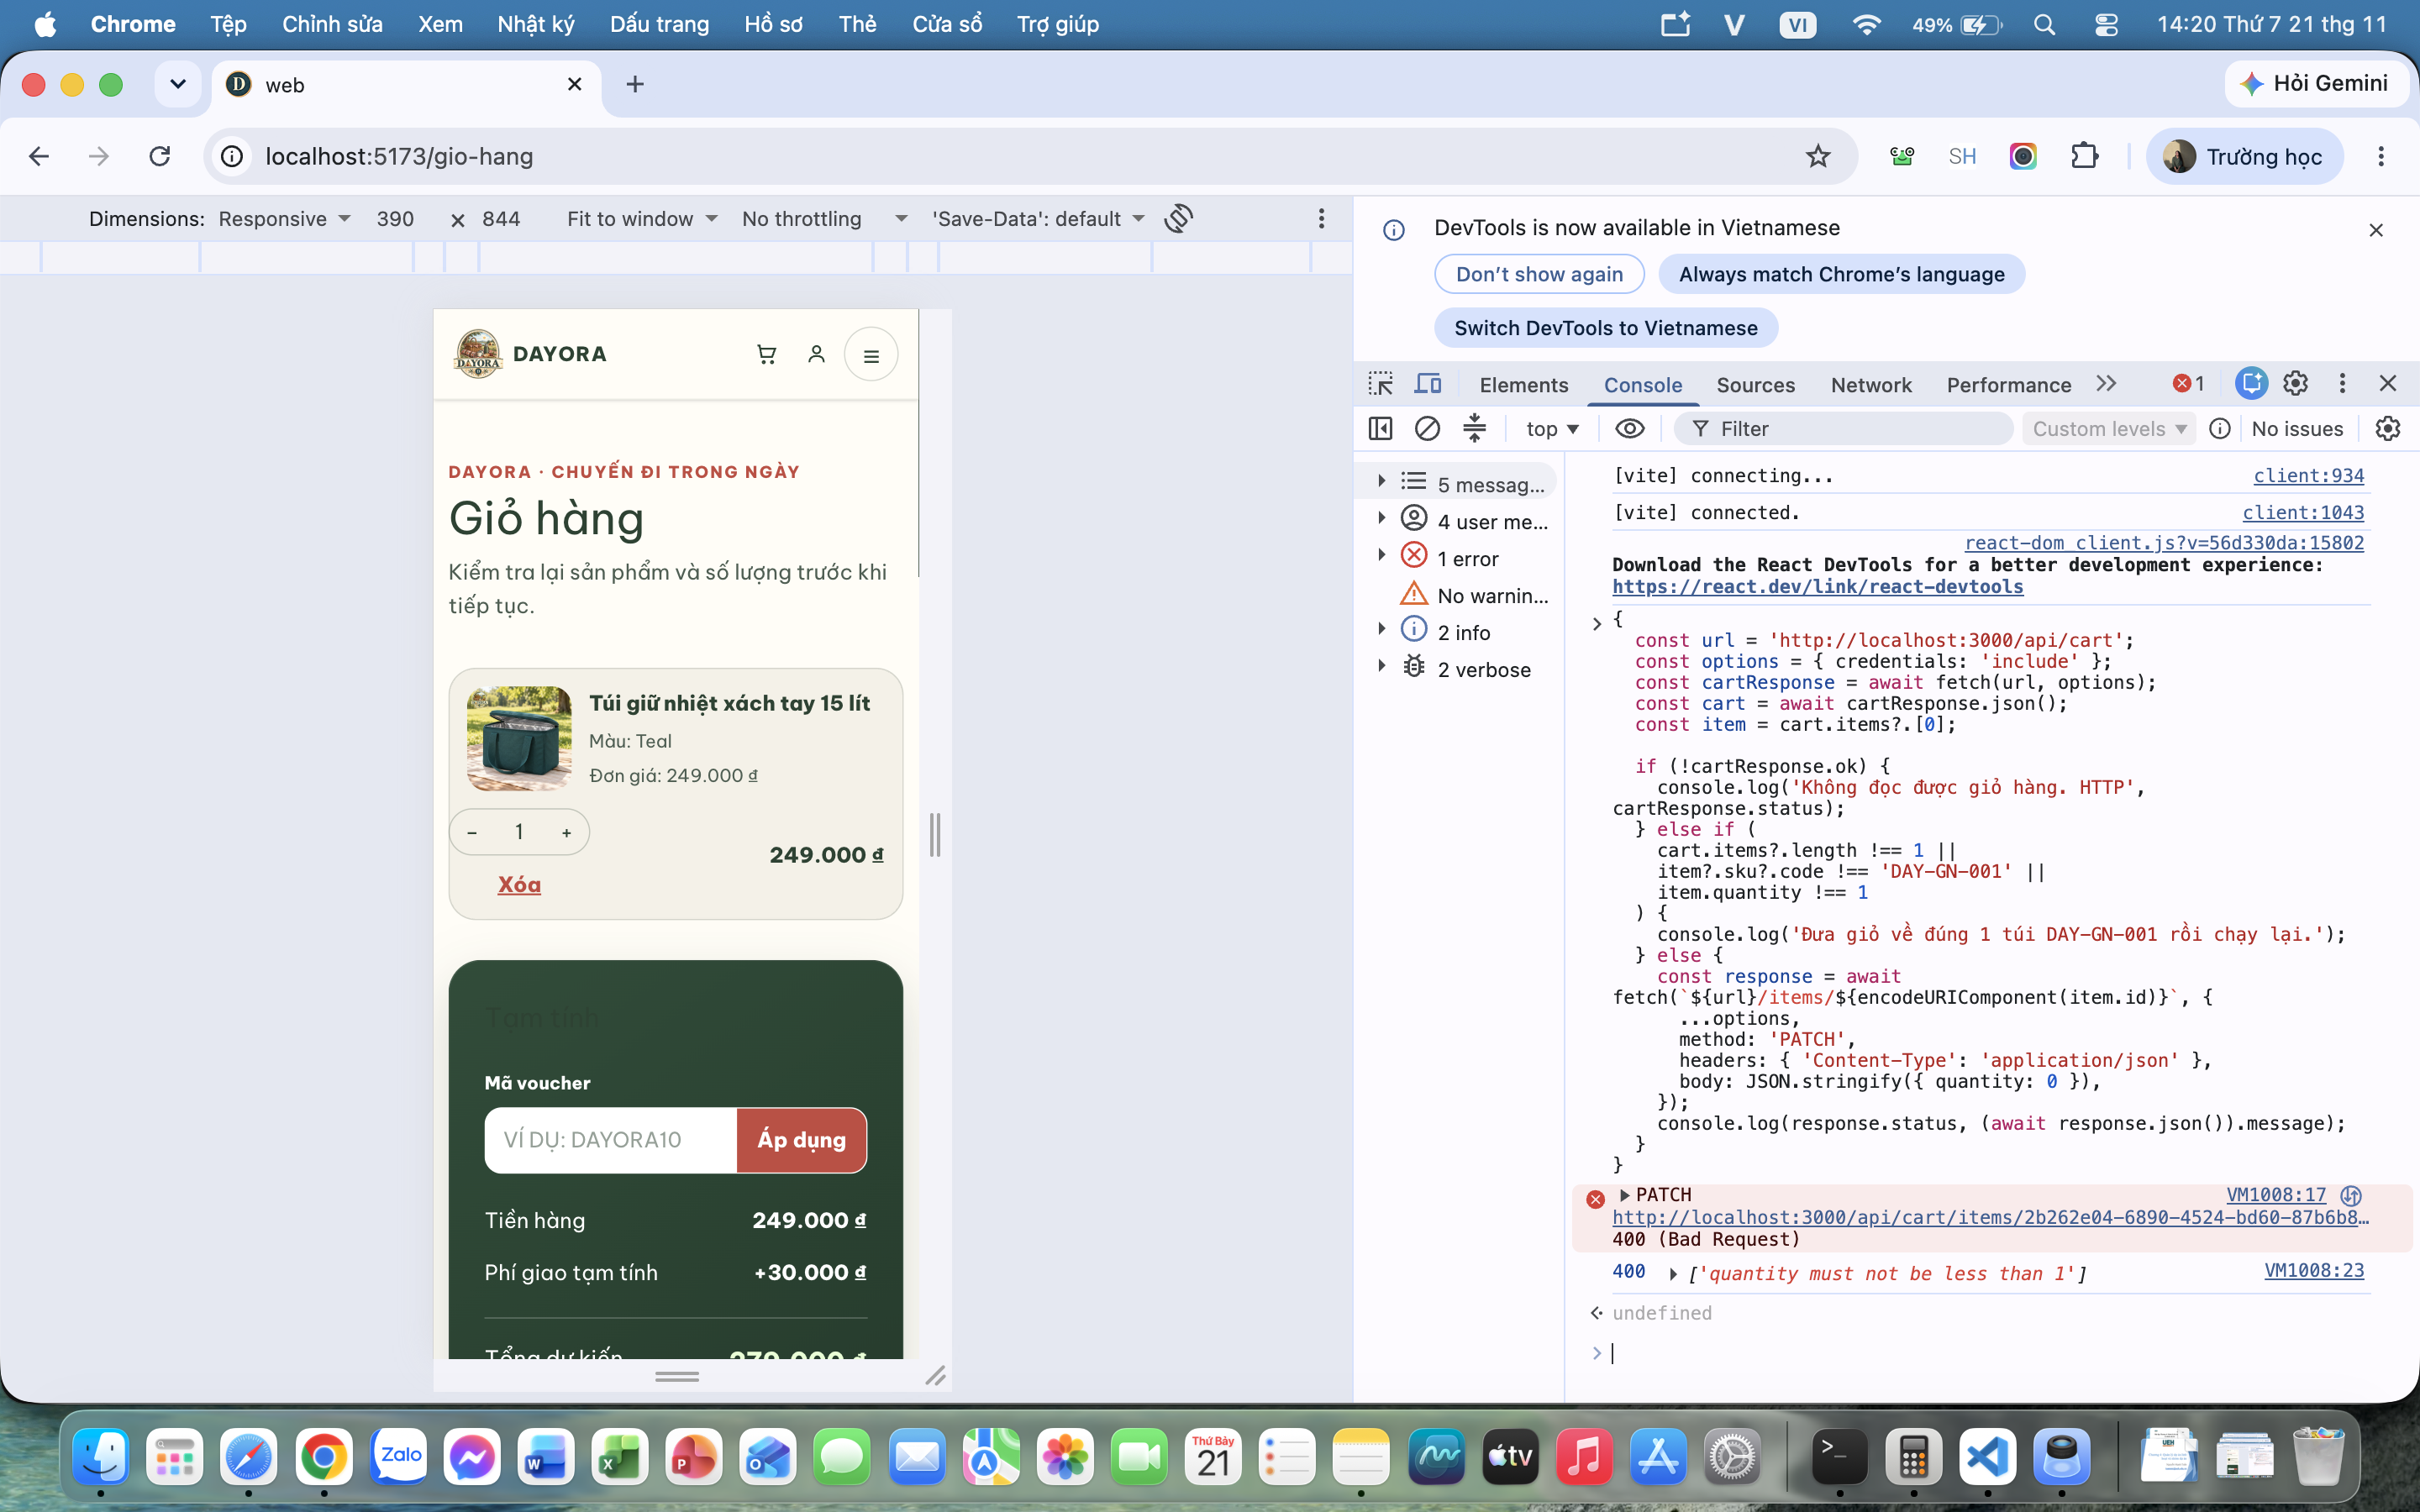 Chrome Tệp Chỉnh sửa Xem Nhật ký Dấu trang Hồ sơ Thẻ Cửa sổ Trợ giúp
VI 49% 14:20 Thứ 7 21 thg 11
web
Hỏi Gemini
localhost:5173/gio-hang
SH
Trường học
Dimensions: Responsive 390 × 844 Fit to window No throttling 'Save-Data': default
DAYORA
DAYORA
DAYORA · CHUYẾN ĐI TRONG NGÀY
Giỏ hàng
Kiểm tra lại sản phẩm và số lượng trước khi
tiếp tục.
Túi giữ nhiệt xách tay 15 lít
Màu: Teal
Đơn giá: 249.000 ₫
− 1 +
249.000 ₫
Xóa
Tạm tính
Mã voucher
VÍ DỤ: DAYORA10
Áp dụng
Tiền hàng 249.000 ₫
Phí giao tạm tính +30.000 ₫
Tổng dự kiến 279.000 ₫
DevTools is now available in Vietnamese
Don't show again
Always match Chrome's language
Switch DevTools to Vietnamese
Elements Console Sources Network Performance 1
top Filter Custom levels No issues
5 messag...
4 user me...
1 error
No warnin...
2 info
2 verbose
[vite] connecting... client:934
[vite] connected. client:1043
react-dom_client.js?v=56d330da:15802
Download the React DevTools for a better development experience:
https://react.dev/link/react-devtools
{
const url = 'http://localhost:3000/api/cart';
const options = { credentials: 'include' };
const cartResponse = await fetch(url, options);
const cart = await cartResponse.json();
const item = cart.items?.[0];
if (!cartResponse.ok) {
console.log('Không đọc được giỏ hàng. HTTP',
cartResponse.status);
} else if (
cart.items?.length !== 1 ||
item?.sku?.code !== 'DAY-GN-001' ||
item.quantity !== 1
) {
console.log('Đưa giỏ về đúng 1 túi DAY-GN-001 rồi chạy lại.');
} else {
const response = await
fetch(`${url}/items/${encodeURIComponent(item.id)}`, {
...options,
method: 'PATCH',
headers: { 'Content-Type': 'application/json' },
body: JSON.stringify({ quantity: 0 }),
});
console.log(response.status, (await response.json()).message);
}
}
PATCH VM1008:17
http://localhost:3000/api/cart/items/2b262e04-6890-4524-bd60-87b6b8…
400 (Bad Request)
400 ['quantity must not be less than 1'] VM1008:23
undefined
Zalo
Thứ Bảy
21
tv